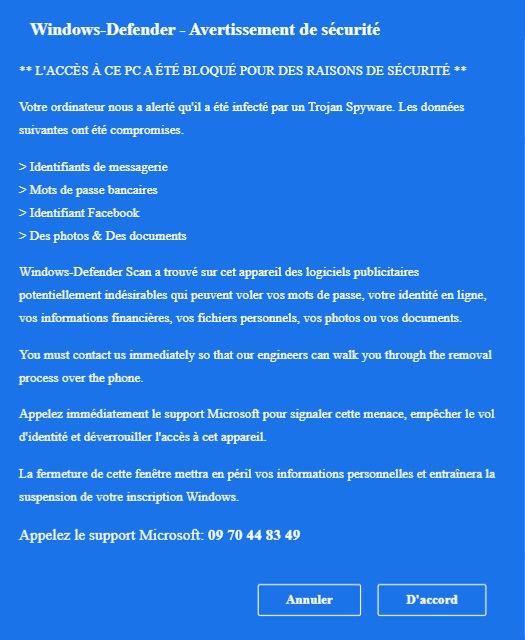 Windows-Defender - Avertissement de sécurité
** L'ACCÈS À CE PC A ÉTÉ BLOQUÉ POUR DES RAISONS DE SÉCURITÉ **
Votre ordinateur nous a alerté qu'il a été infecté par un Trojan Spyware. Les données
suivantes ont été compromises.
> Identifiants de messagerie
> Mots de passe bancaires
> Identifiant Facebook
> Des photos & Des documents
Windows-Defender Scan a trouvé sur cet appareil des logiciels publicitaires
potentiellement indésirables qui peuvent voler vos mots de passe, votre identité en ligne,
vos informations financières, vos fichiers personnels, vos photos ou vos documents.
You must contact us immediately so that our engineers can walk you through the removal
process over the phone.
Appelez immédiatement le support Microsoft pour signaler cette menace, empêcher le vol
d'identité et déverrouiller l'accès à cet appareil.
La fermeture de cette fenêtre mettra en péril vos informations personnelles et entraînera la
suspension de votre inscription Windows.
Appelez le support Microsoft: 09 70 44 83 49
Annuler
D'accord